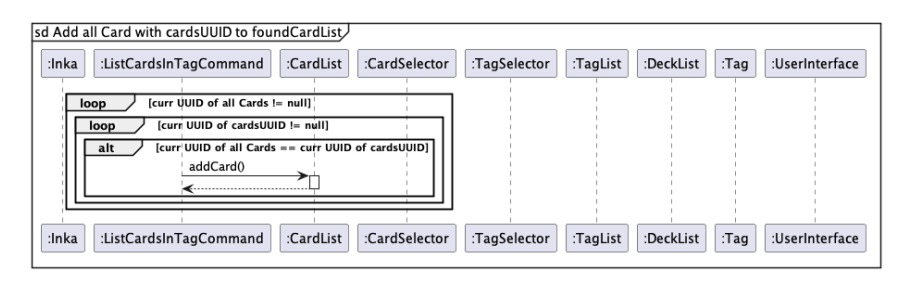 sd Add all Card with cardsUUID to foundCardList
:Inka :ListCardsInTagCommand :CardList :CardSelector :TagSelector :TagList :DeckList :Tag :UserInterface
loop [curr UUID of all Cards != null]
loop [curr UUID of cardsUUID != null]
alt [curr UUID of all Cards == curr UUID of cardsUUID]
addCard()
:Inka :ListCardsInTagCommand :CardList :CardSelector :TagSelector :TagList :DeckList :Tag :UserInterface